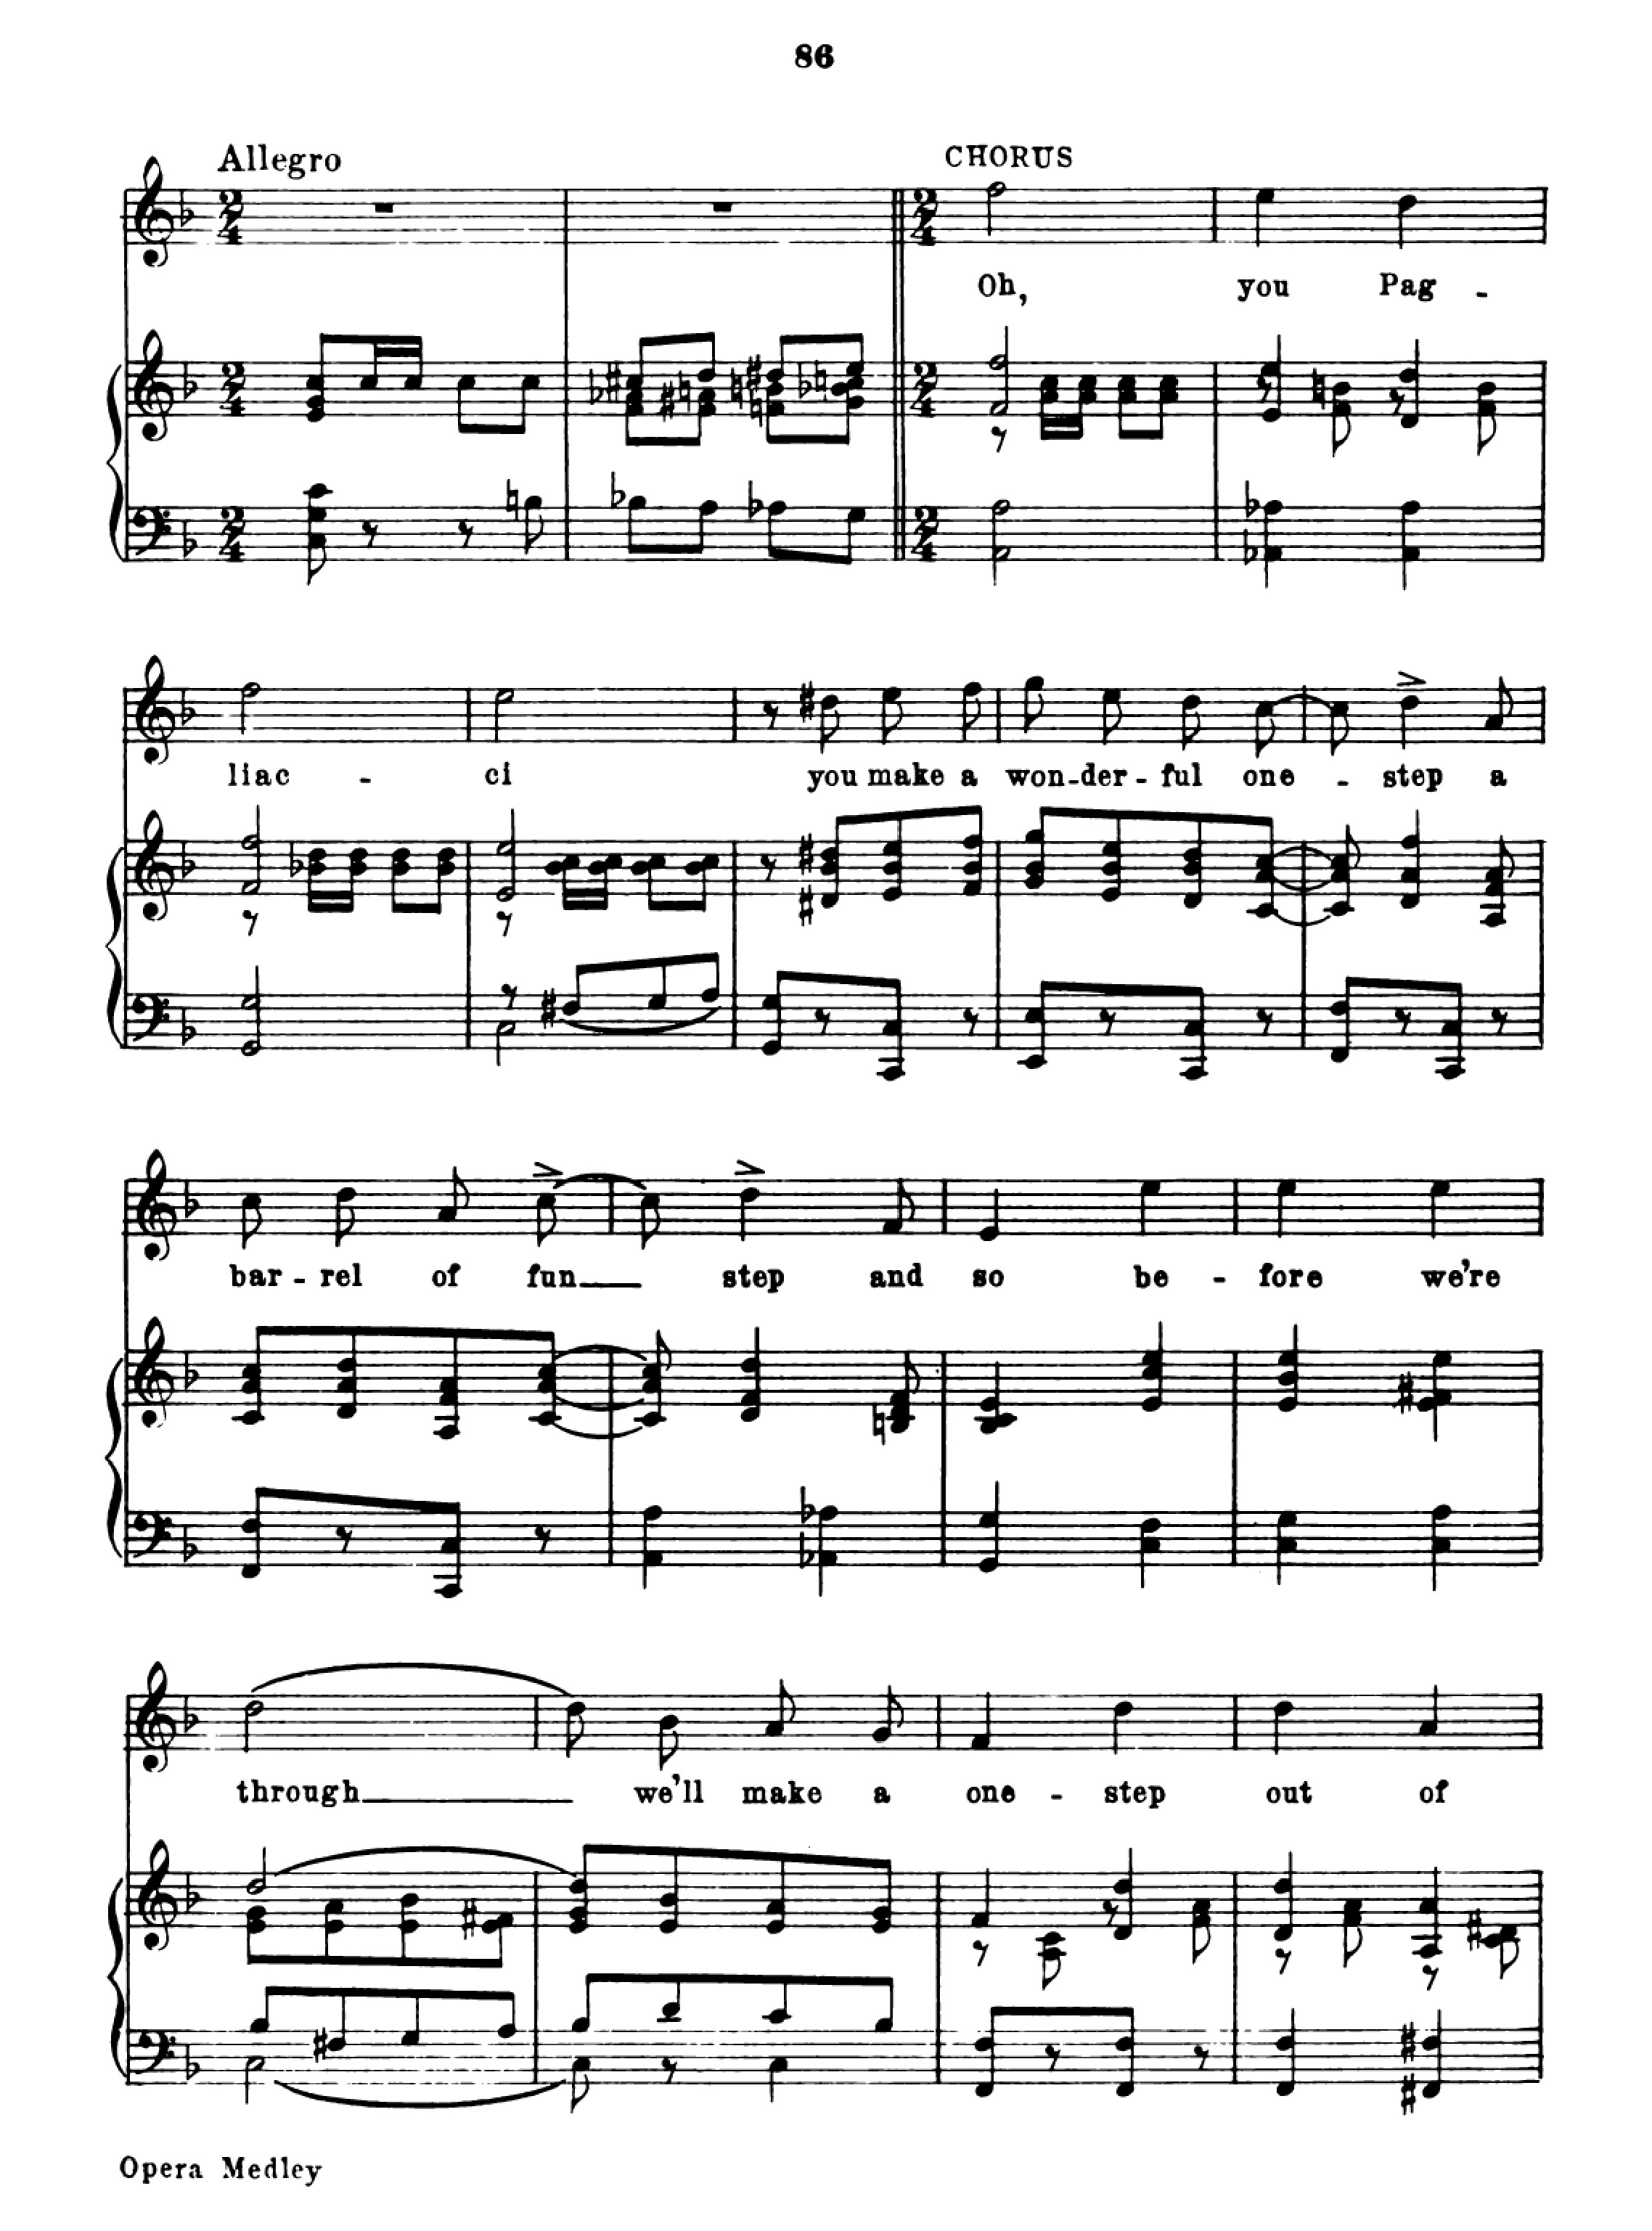 86
Allegro
CHORUS
Oh, you Pag -
liac - ci you make a won-der-ful one - step a
bar-rel of fun step and so be - fore we're
through we'll make a one - step out of
Opera Medley